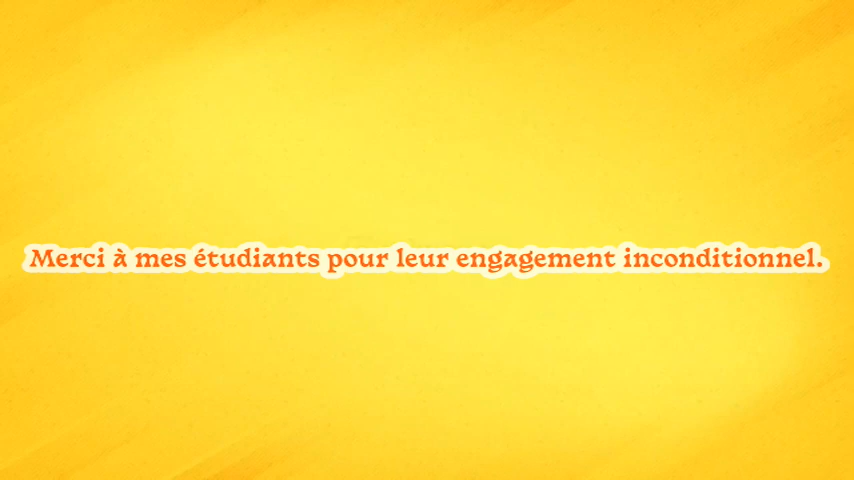 Merci à mes étudiants pour leur engagement inconditionnel.